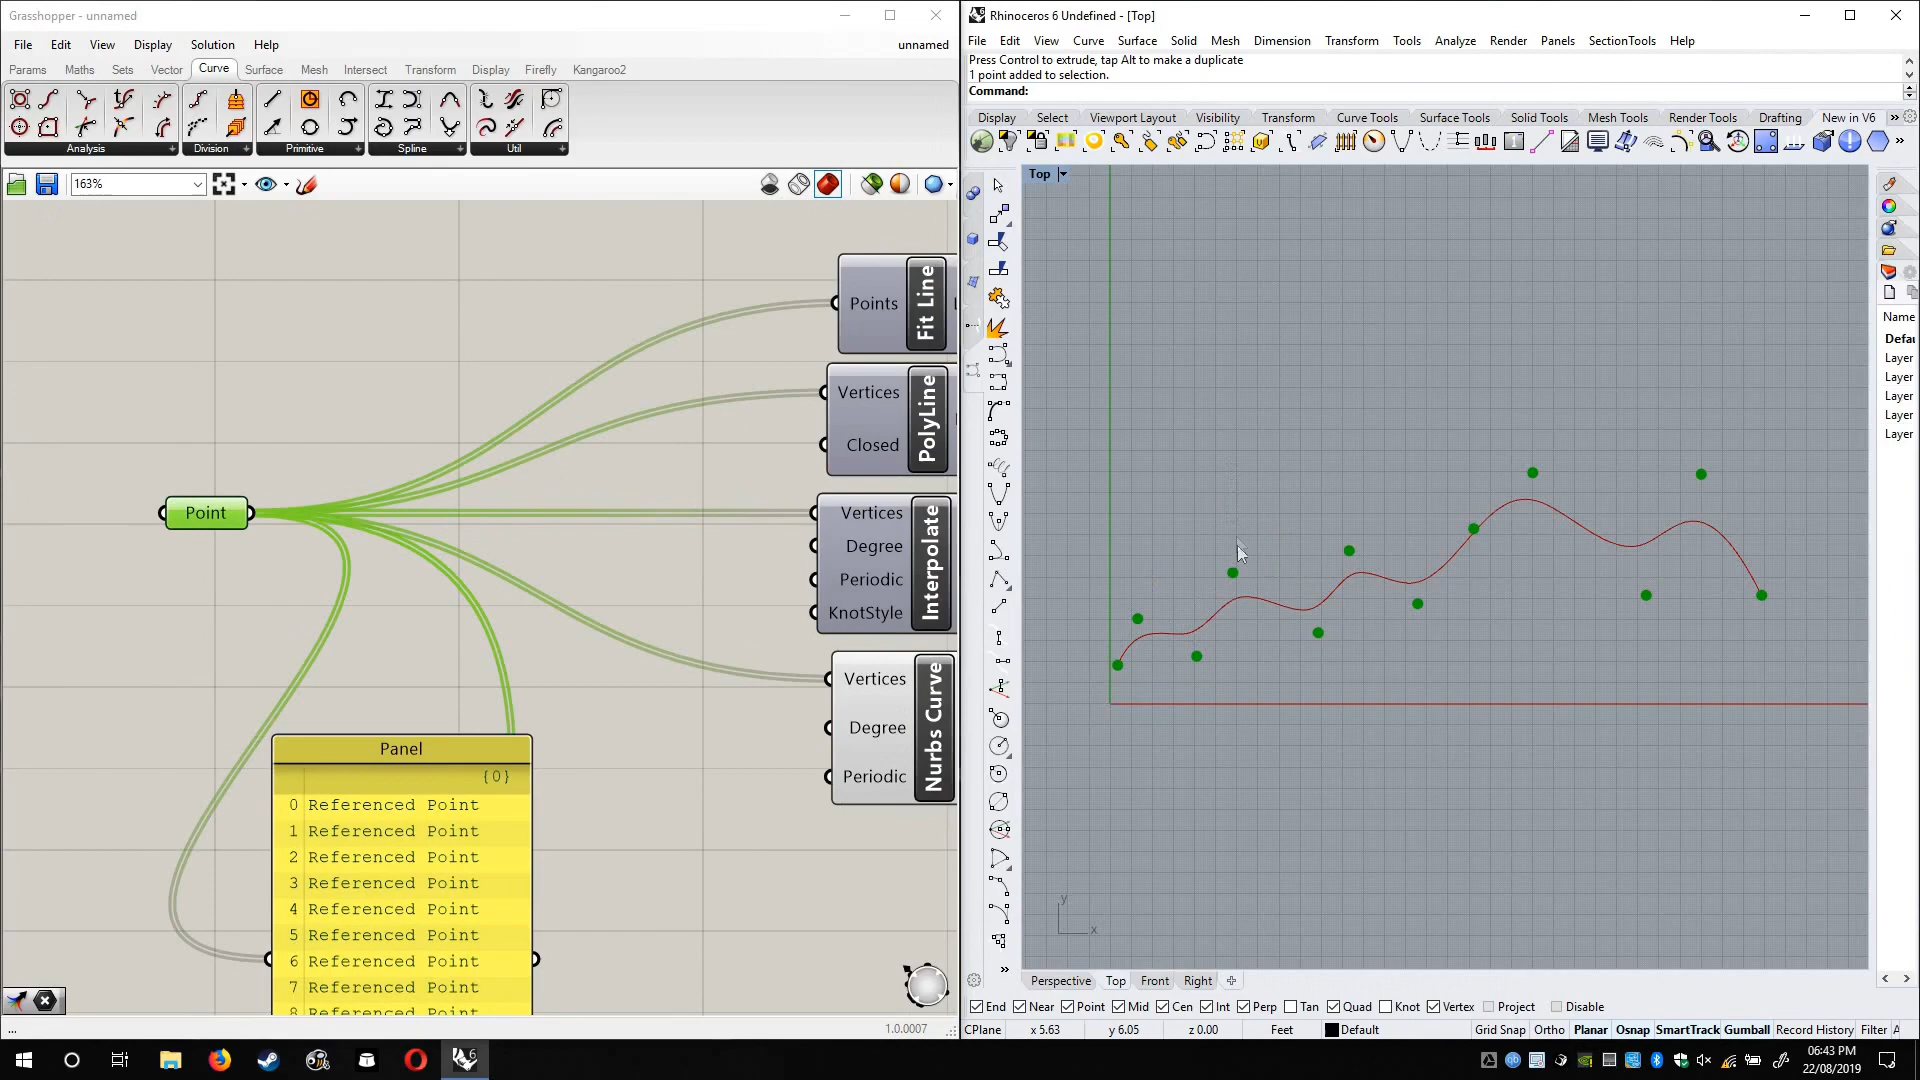 Grasshopper - unnamed
File Edit View Display Solution Help
unnamed
Params Maths Sets Vector Curve Surface Mesh Intersect Transform Display Firefly Kangaroo2
Analysis Division Primitive Spline Util
163%
Points
Fit Line
Vertices
Closed
PolyLine
Point
Vertices
Degree
Periodic
KnotStyle
Interpolate
Vertices
Degree
Periodic
Nurbs Curve
Panel
{0}
0 Referenced Point
1 Referenced Point
2 Referenced Point
3 Referenced Point
4 Referenced Point
5 Referenced Point
6 Referenced Point
7 Referenced Point
8 Referenced Point
...
1.0.0007
Rhinoceros 6 Undefined - [Top]
File Edit View Curve Surface Solid Mesh Dimension Transform Tools Analyze Render Panels SectionTools Help
Press Control to extrude, tap Alt to make a duplicate
1 point added to selection.
Command:
Display Select Viewport Layout Visibility Transform Curve Tools Surface Tools Solid Tools Mesh Tools Render Tools Drafting New in V6 »
Top
Name
Defau
Layer
Layer
Layer
Layer
Layer
y
x
Perspective Top Front Right
End Near Point Mid Cen Int Perp Tan Quad Knot Vertex Project Disable
CPlane x 5.63 y 6.05 z 0.00 Feet Default Grid Snap Ortho Planar Osnap SmartTrack Gumball Record History Filter A
06:43 PM
22/08/2019